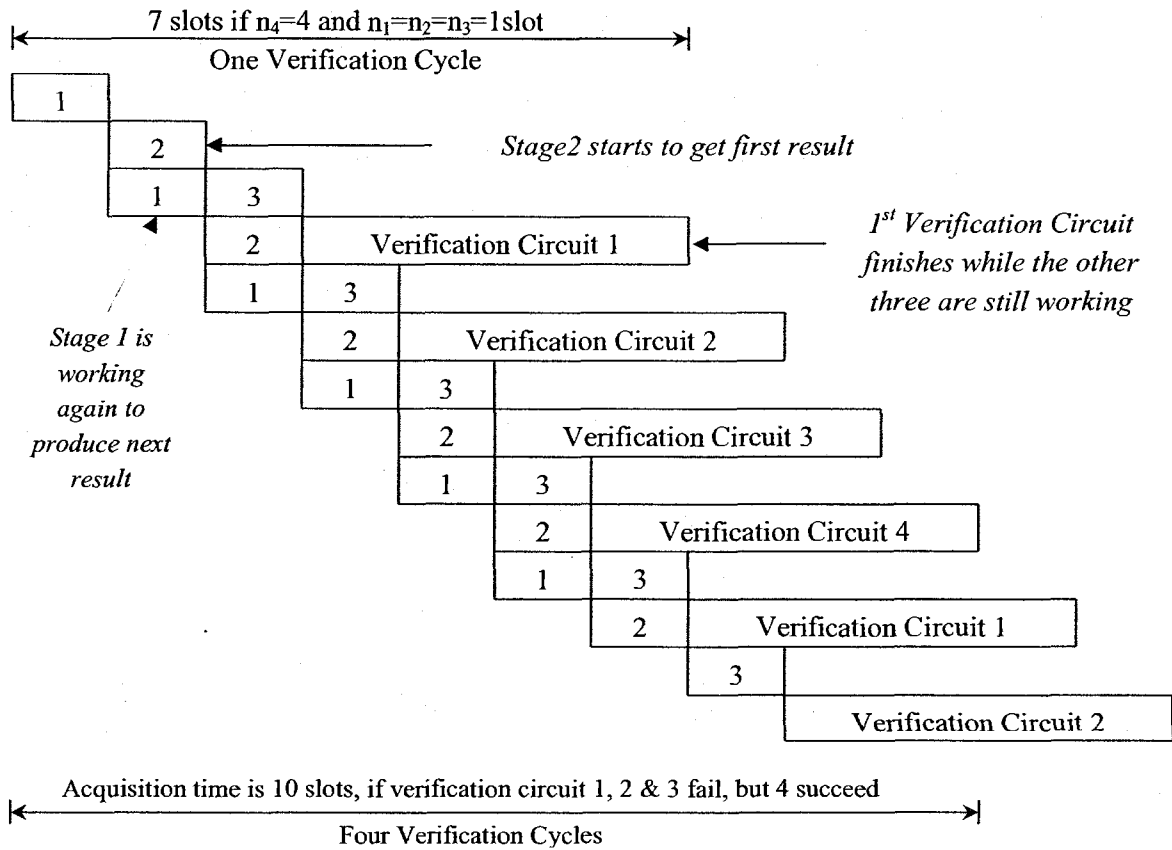 7 slots if n₄=4 and n₁=n₂=n₃=1slot
One Verification Cycle
1
2
Stage2 starts to get first result
1 3
2 Verification Circuit 1
1st Verification Circuit
finishes while the other
three are still working
1 3
Stage 1 is
working
again to
produce next
result
2 Verification Circuit 2
1 3
2 Verification Circuit 3
1 3
2 Verification Circuit 4
1 3
2 Verification Circuit 1
3
Verification Circuit 2
Acquisition time is 10 slots, if verification circuit 1, 2 & 3 fail, but 4 succeed
Four Verification Cycles